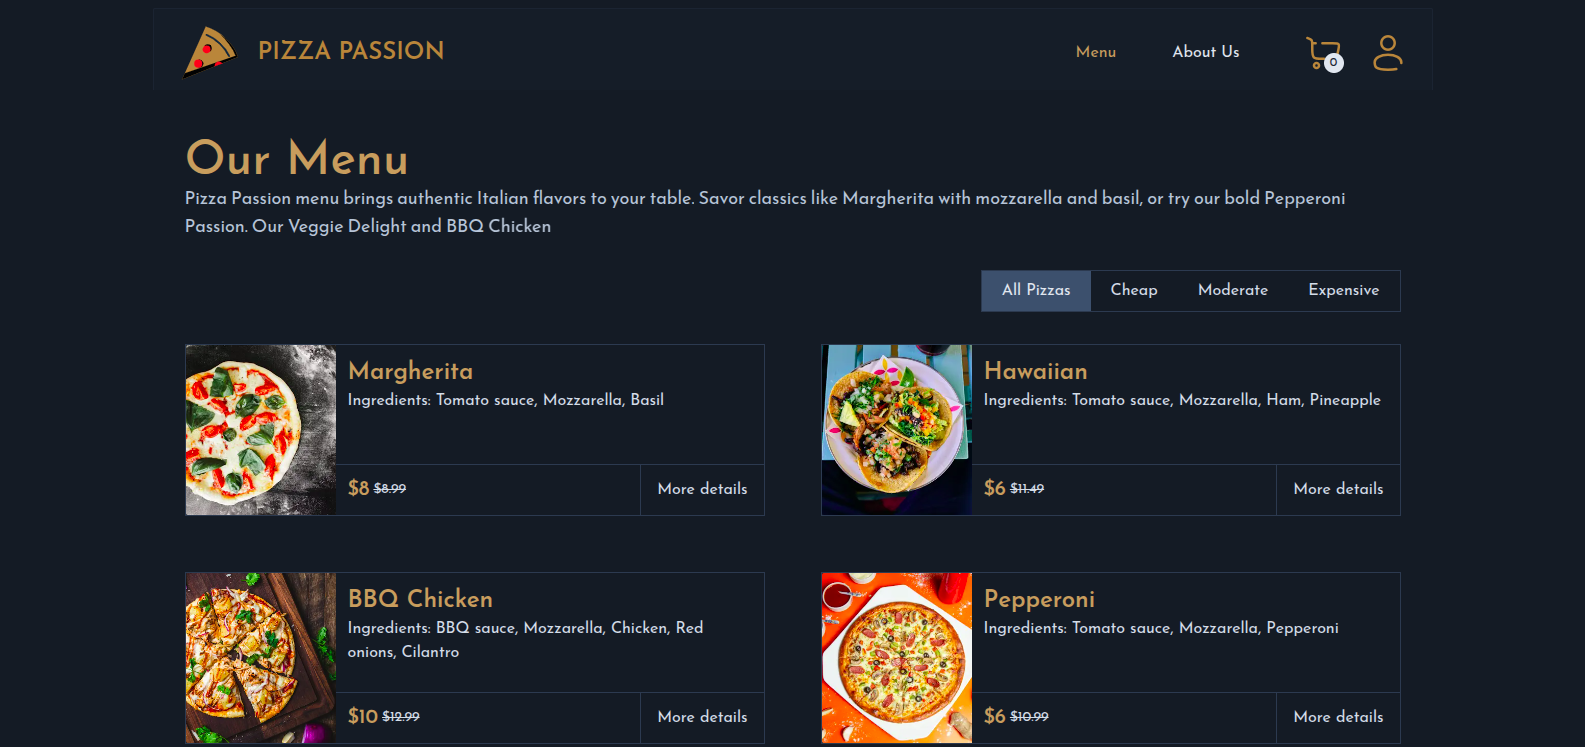 PIZZA PASSION
Menu
About Us
0
Our Menu
Pizza Passion menu brings authentic Italian flavors to your table. Savor classics like Margherita with mozzarella and basil, or try our bold Pepperoni
Passion. Our Veggie Delight and BBQ Chicken
All Pizzas
Cheap
Moderate
Expensive
Margherita
Ingredients: Tomato sauce, Mozzarella, Basil
$8 $8.99
More details
Hawaiian
Ingredients: Tomato sauce, Mozzarella, Ham, Pineapple
$6 $11.49
More details
BBQ Chicken
Ingredients: BBQ sauce, Mozzarella, Chicken, Red
onions, Cilantro
$10 $12.99
More details
Pepperoni
Ingredients: Tomato sauce, Mozzarella, Pepperoni
$6 $10.99
More details